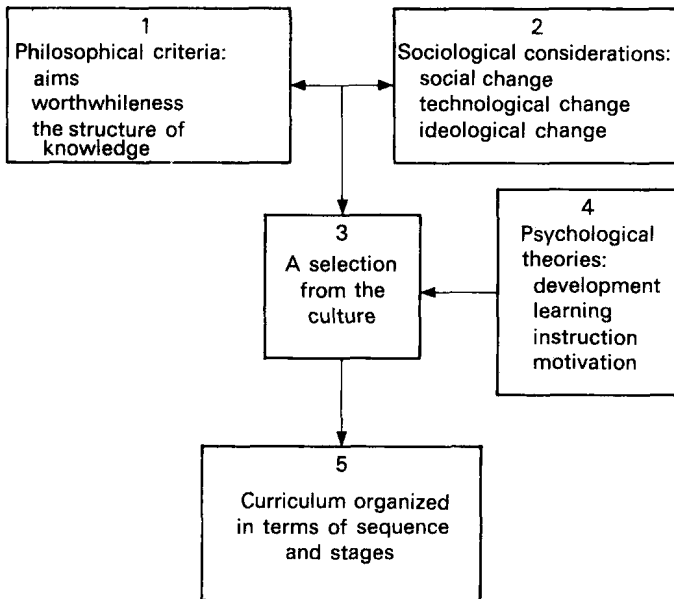 1
Philosophical criteria:
aims
worthwhileness
the structure of
knowledge
2
Sociological considerations:
social change
technological change
ideological change
3
A selection
from the
culture
4
Psychological
theories:
development
learning
instruction
motivation
5
Curriculum organized
in terms of sequence
and stages